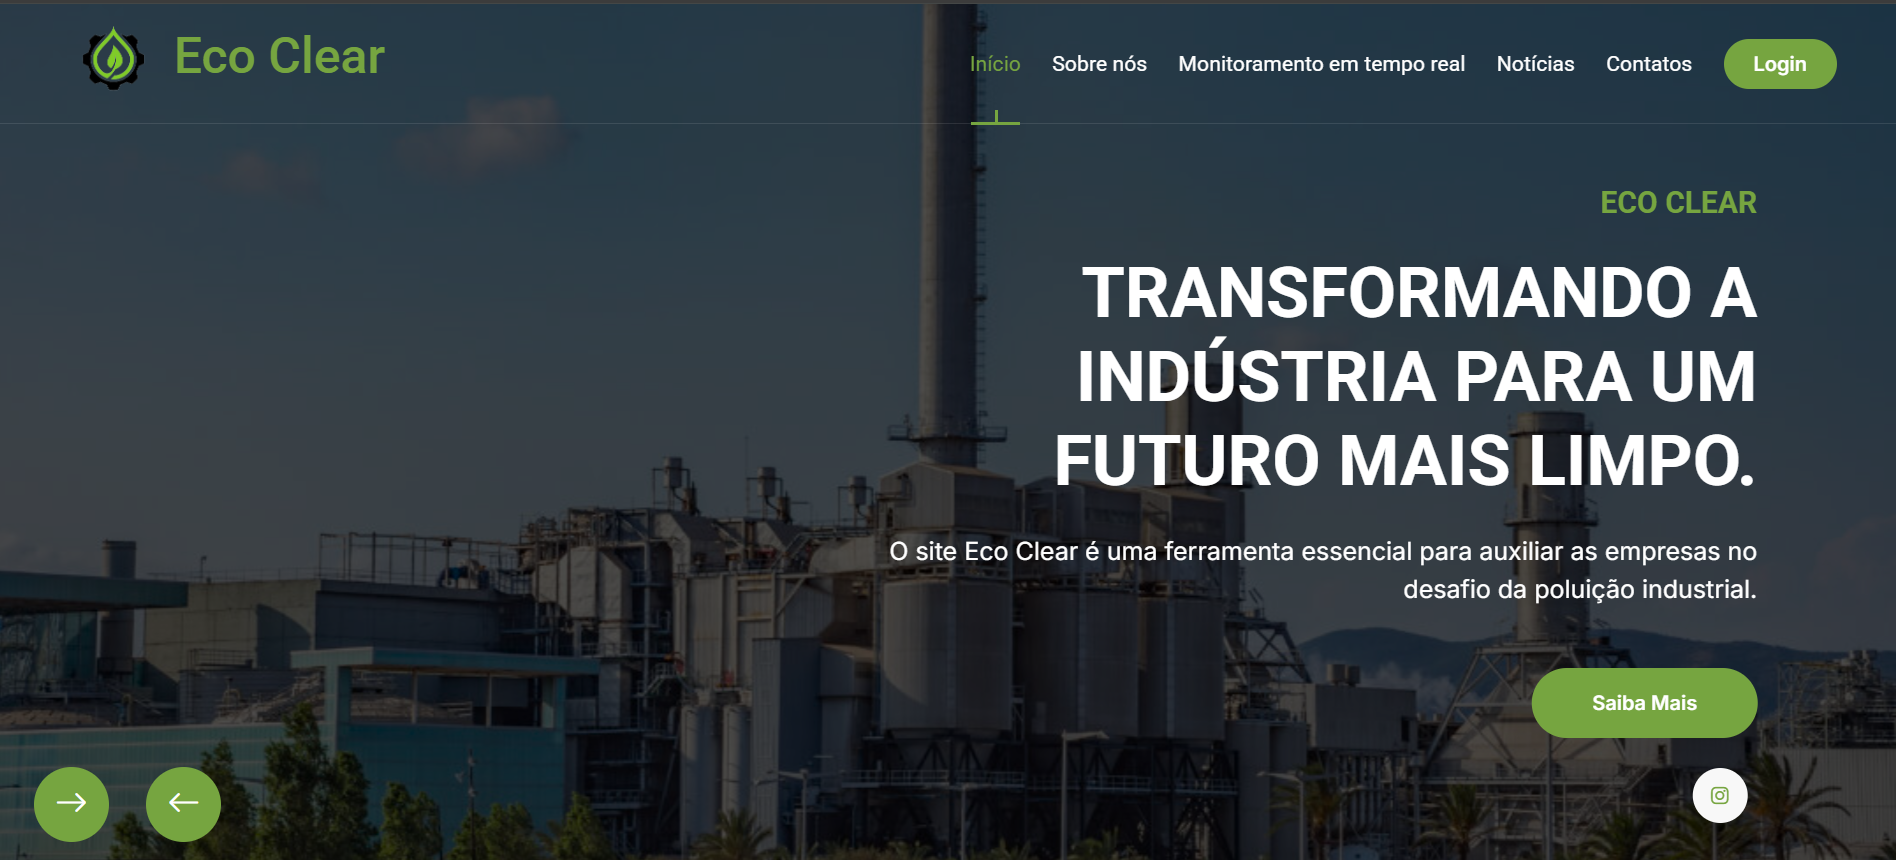 Eco Clear
Início
Sobre nós
Monitoramento em tempo real
Notícias
Contatos
Login
ECO CLEAR
TRANSFORMANDO A
INDÚSTRIA PARA UM
FUTURO MAIS LIMPO.
O site Eco Clear é uma ferramenta essencial para auxiliar as empresas no
desafio da poluição industrial.
Saiba Mais